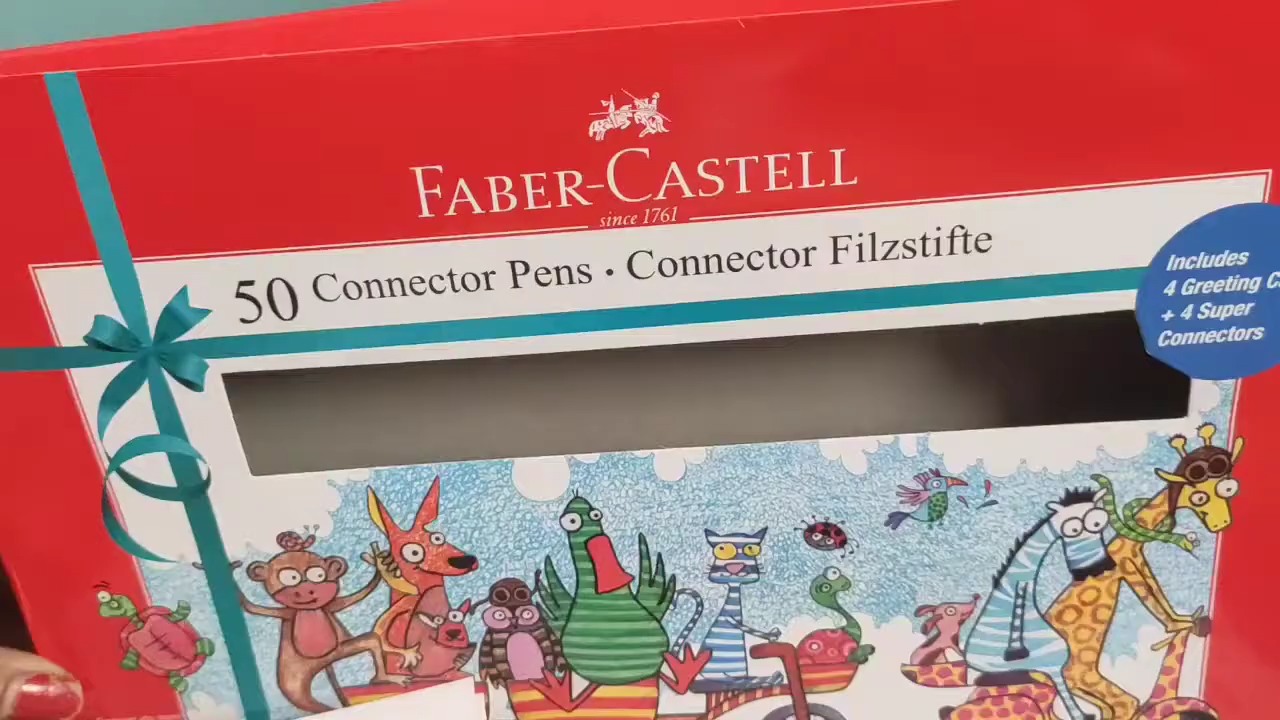 FABER-CASTELL
since 1761
50 Connector Pens • Connector Filzstifte
Includes
4 Greeting
+ 4 Super
Connectors